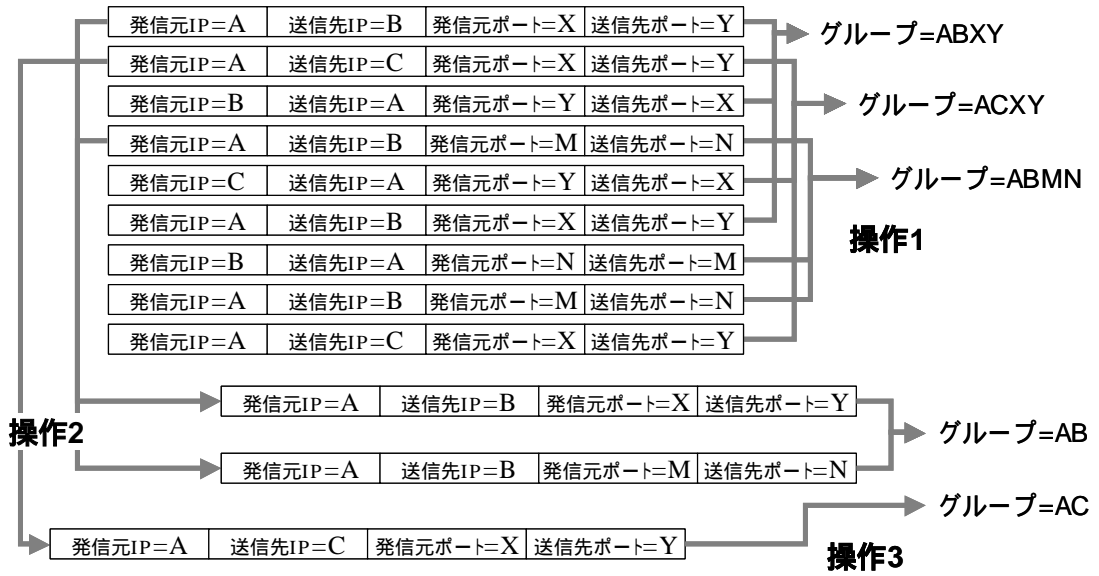 発信元IP=A 送信先IP=B 発信元ポート=X 送信先ポート=Y
グループ=ABXY
発信元IP=A 送信先IP=C 発信元ポート=X 送信先ポート=Y
発信元IP=B 送信先IP=A 発信元ポート=Y 送信先ポート=X
グループ=ACXY
発信元IP=A 送信先IP=B 発信元ポート=M 送信先ポート=N
発信元IP=C 送信先IP=A 発信元ポート=Y 送信先ポート=X
グループ=ABMN
発信元IP=A 送信先IP=B 発信元ポート=X 送信先ポート=Y
操作1
発信元IP=B 送信先IP=A 発信元ポート=N 送信先ポート=M
発信元IP=A 送信先IP=B 発信元ポート=M 送信先ポート=N
発信元IP=A 送信先IP=C 発信元ポート=X 送信先ポート=Y
発信元IP=A 送信先IP=B 発信元ポート=X 送信先ポート=Y
操作2
グループ=AB
発信元IP=A 送信先IP=B 発信元ポート=M 送信先ポート=N
グループ=AC
発信元IP=A 送信先IP=C 発信元ポート=X 送信先ポート=Y
操作3